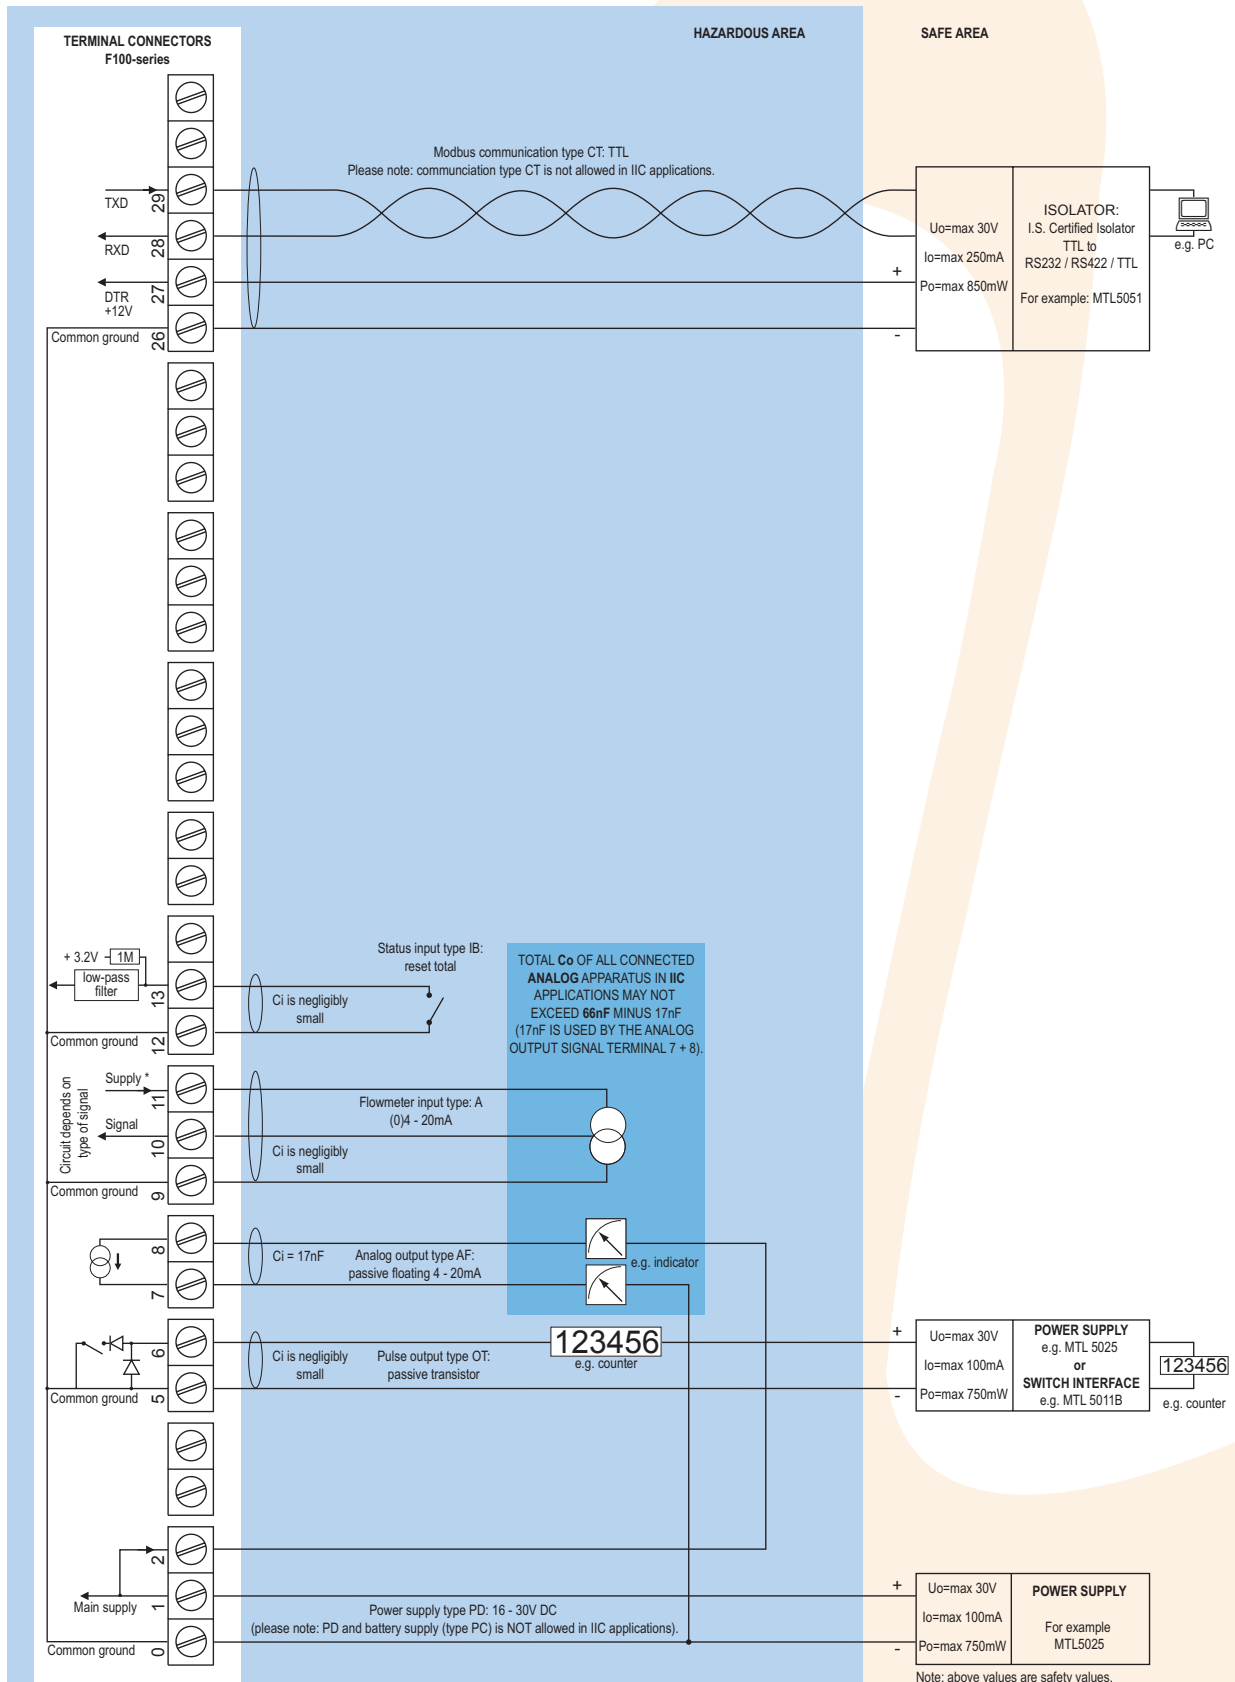 TERMINAL CONNECTORS
F100-series
HAZARDOUS AREA
SAFE AREA
Modbus communication type CT: TTL
Please note: communciation type CT is not allowed in IIC applications.
TXD
29
RXD
28
DTR
+12V
27
Common ground
26
+
-
Uo=max 30V
Io=max 250mA
Po=max 850mW
ISOLATOR:
I.S. Certified Isolator
TTL to
RS232 / RS422 / TTL
For example: MTL5051
e.g. PC
+ 3.2V
1M
low-pass
filter
13
Common ground
12
Ci is negligibly
small
Status input type IB:
reset total
TOTAL Co OF ALL CONNECTED
ANALOG APPARATUS IN IIC
APPLICATIONS MAY NOT
EXCEED 66nF MINUS 17nF
(17nF IS USED BY THE ANALOG
OUTPUT SIGNAL TERMINAL 7 + 8).
Circuit depends on
type of signal
Supply *
11
Signal
10
Common ground
9
Flowmeter input type: A
(0)4 - 20mA
Ci is negligibly
small
8
7
Ci = 17nF
Analog output type AF:
passive floating 4 - 20mA
e.g. indicator
6
Common ground
5
Ci is negligibly
small
Pulse output type OT:
passive transistor
123456
e.g. counter
+
-
Uo=max 30V
Io=max 100mA
Po=max 750mW
POWER SUPPLY
e.g. MTL 5025
or
SWITCH INTERFACE
e.g. MTL 5011B
123456
e.g. counter
2
Main supply
1
Common ground
0
Power supply type PD: 16 - 30V DC
(please note: PD and battery supply (type PC) is NOT allowed in IIC applications).
+
-
Uo=max 30V
Io=max 100mA
Po=max 750mW
POWER SUPPLY
For example
MTL5025
Note: above values are safety values.